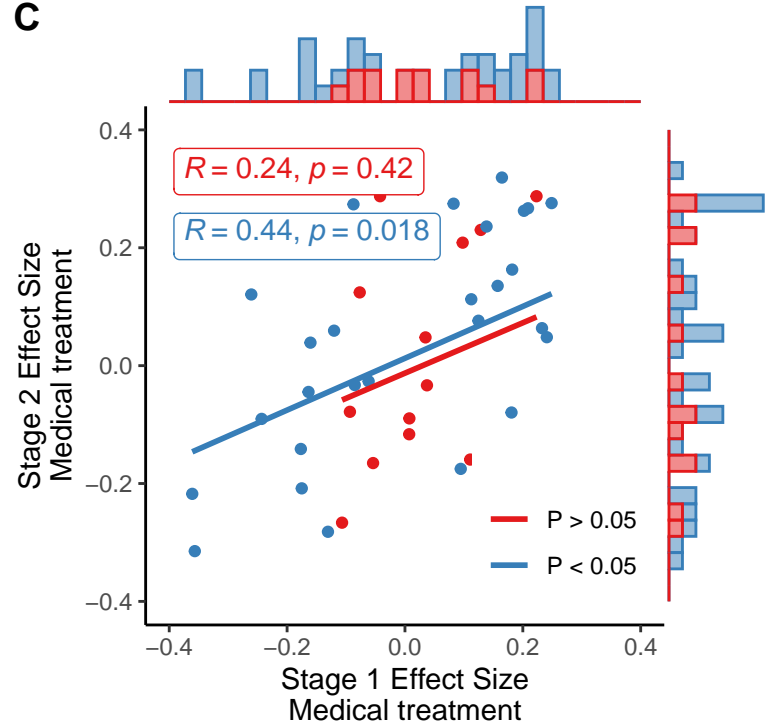 C
R = 0.24, p = 0.42
R = 0.44, p = 0.018
Stage 2 Effect Size
Medical treatment
0.4
0.2
0.0
−0.2
−0.4
P > 0.05
P < 0.05
−0.4 −0.2 0.0 0.2 0.4
Stage 1 Effect Size
Medical treatment